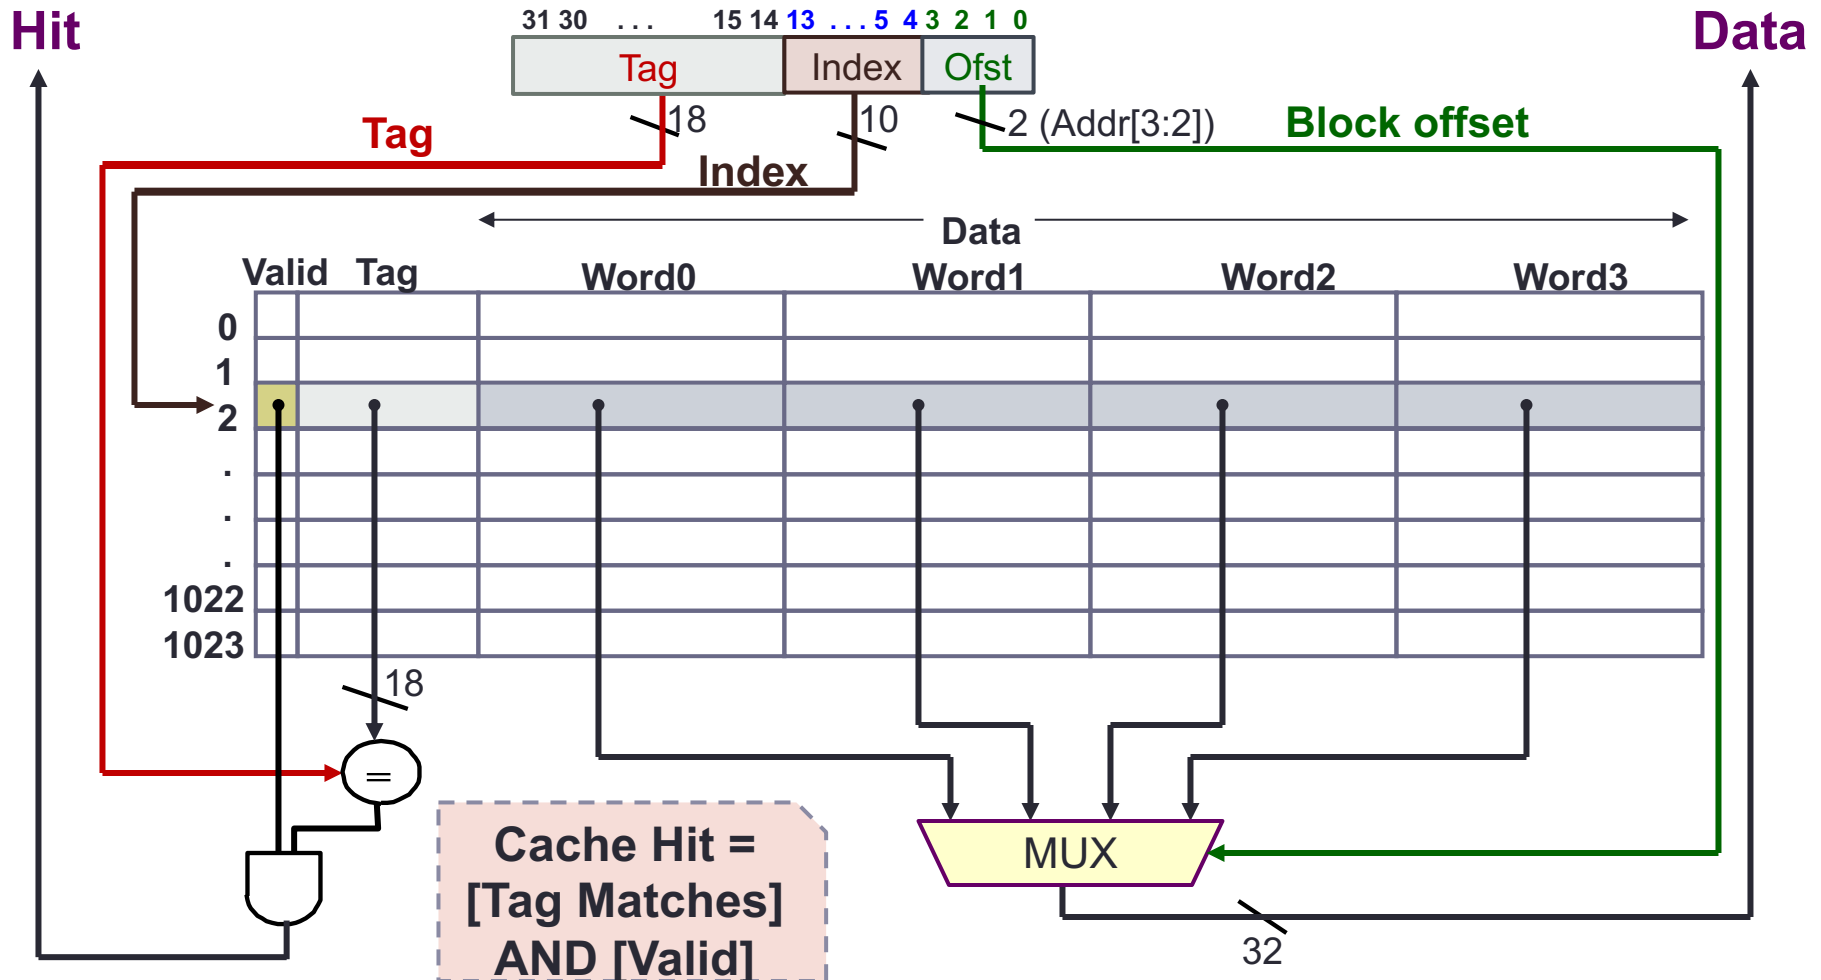 Hit
31 30 . . . 15 14 13 . . . 5 4 3 2 1 0
Data
Tag Index Ofst
18 10 2 (Addr[3:2])
Tag
Block offset
Index
Data
Valid Tag Word0 Word1 Word2 Word3
0
1
2
.
.
.
1022
1023
18
=
Cache Hit =
[Tag Matches]
AND [Valid]
MUX
32